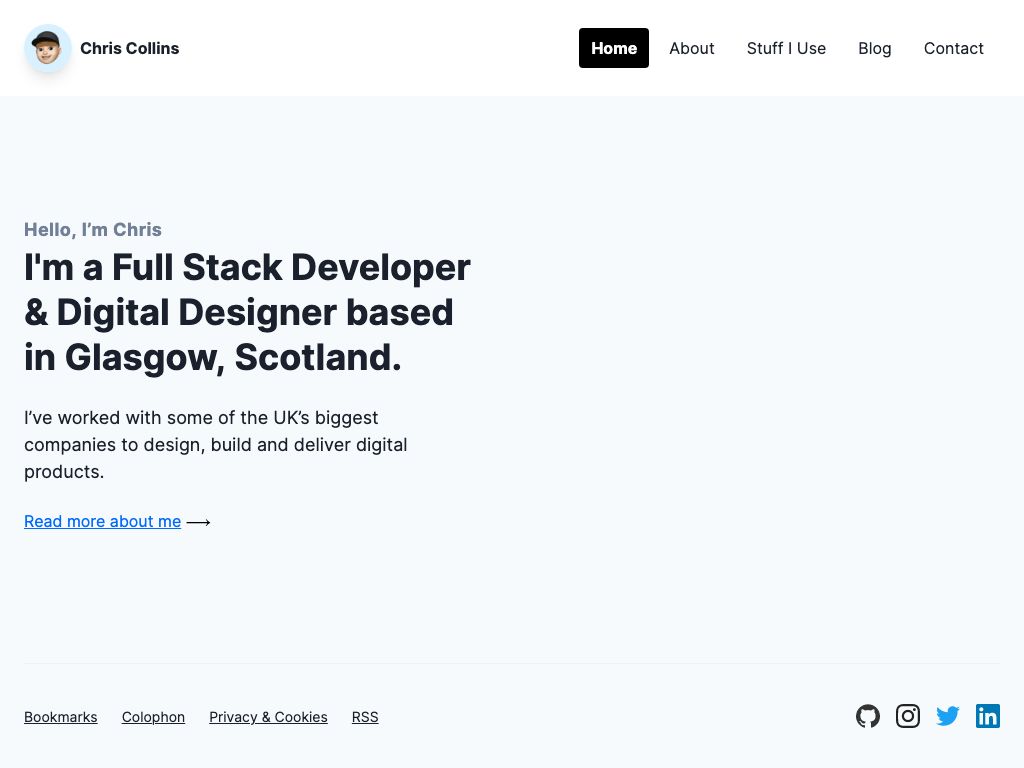 Chris Collins
Home
About
Stuff I Use
Blog
Contact
Hello, I’m Chris
I'm a Full Stack Developer
& Digital Designer based
in Glasgow, Scotland.
I’ve worked with some of the UK’s biggest
companies to design, build and deliver digital
products.
Read more about me ⟶
Bookmarks
Colophon
Privacy & Cookies
RSS
in